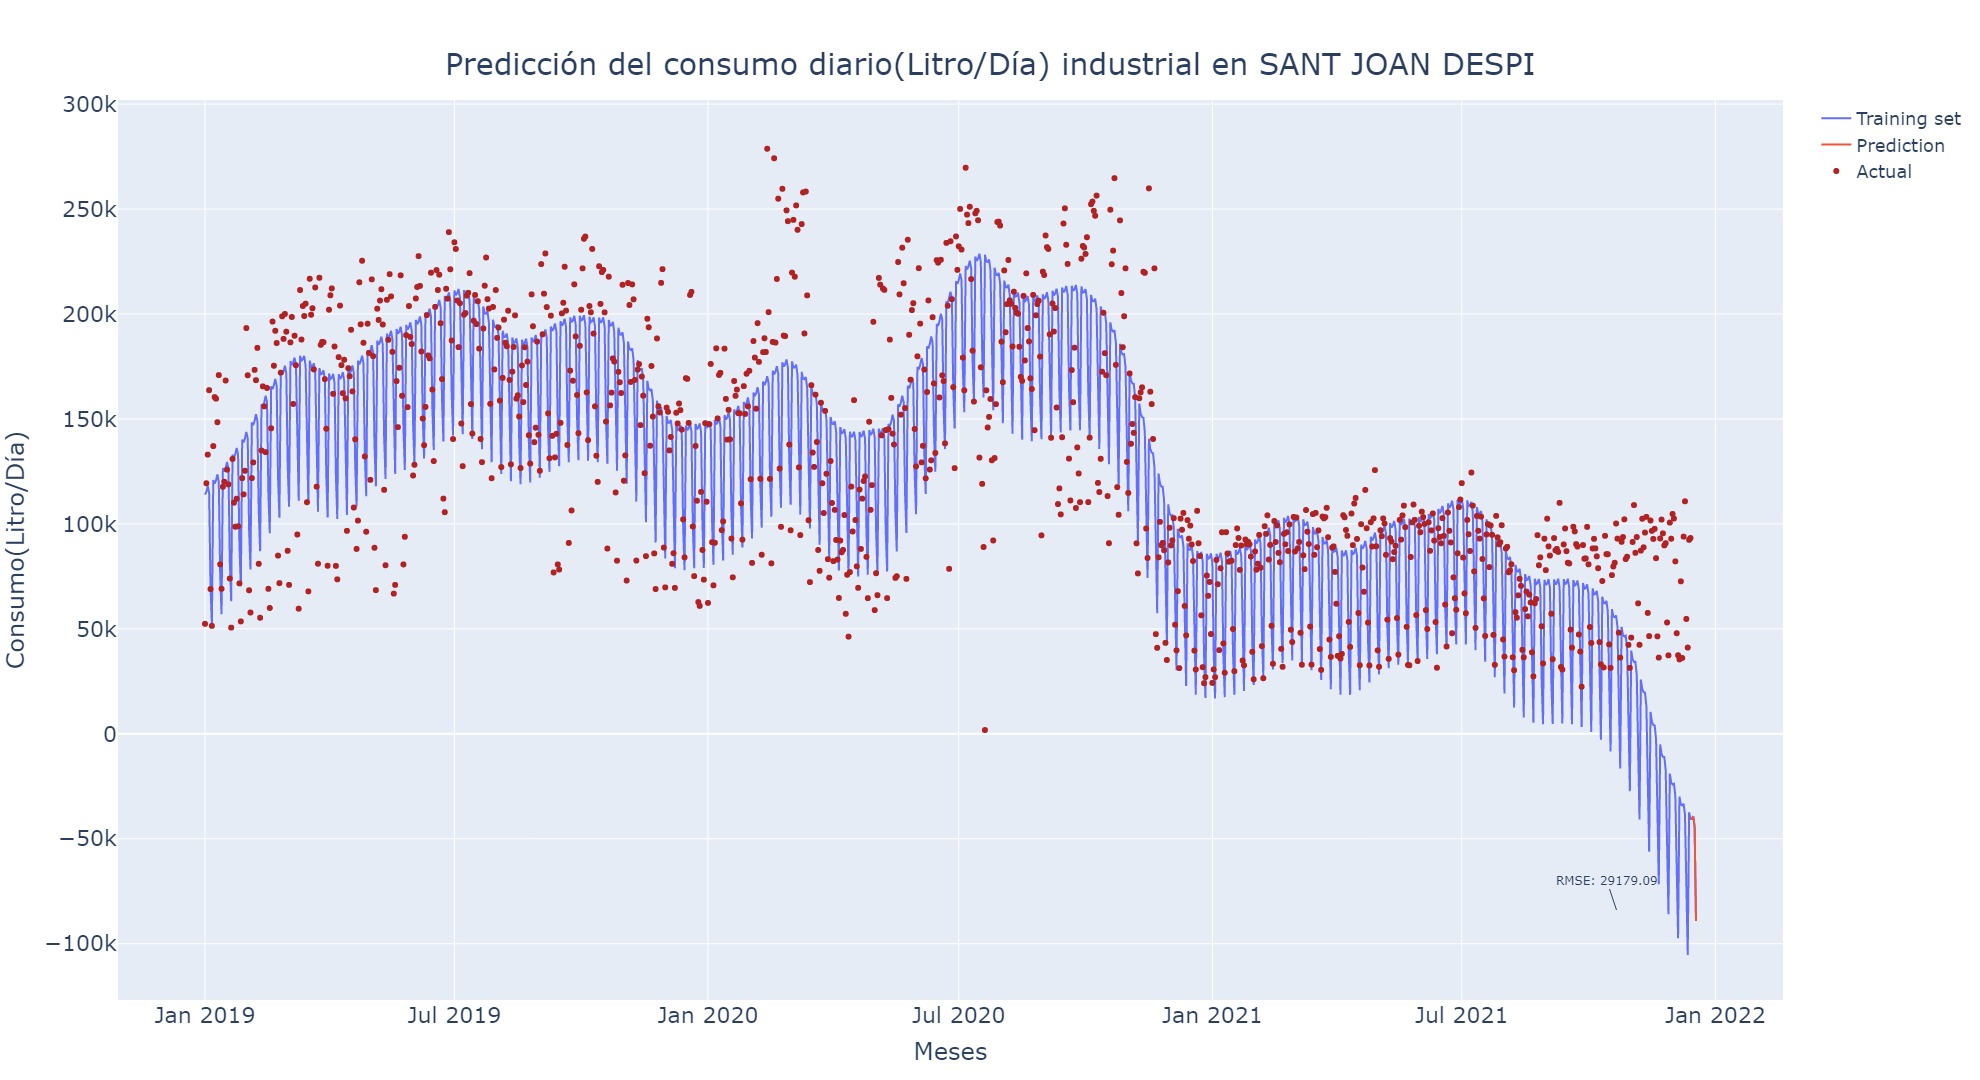 Predicción del consumo diario(Litro/Día) industrial en SANT JOAN DESPI
Training set
Prediction
Actual
300k
250k
200k
150k
100k
50k
0
−50k
−100k
Consumo(Litro/Día)
RMSE: 29179.09
Jan 2019
Jul 2019
Jan 2020
Jul 2020
Jan 2021
Jul 2021
Jan 2022
Meses